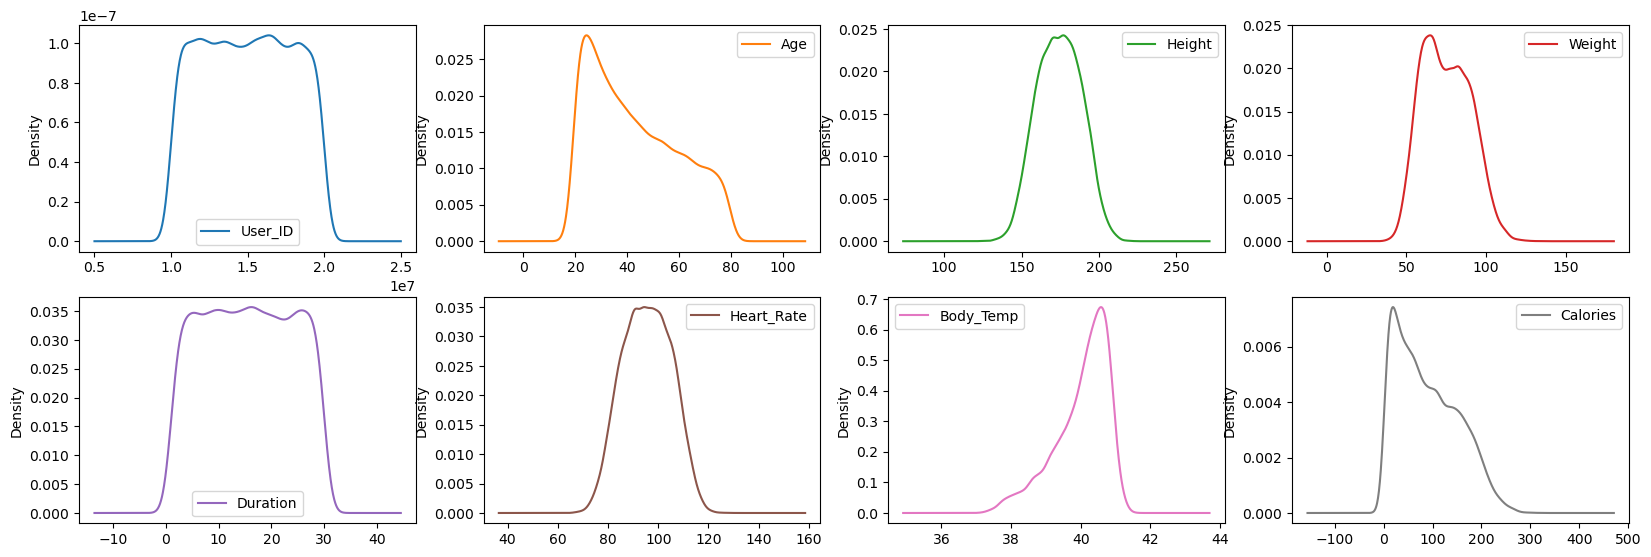 1e−7
Density
1.0
0.8
0.6
0.4
0.2
0.0
User_ID
0.5 1.0 1.5 2.0 2.5
1e7
Density
0.025
0.020
0.015
0.010
0.005
0.000
Age
0 20 40 60 80 100
Density
0.025
0.020
0.015
0.010
0.005
0.000
Height
100 150 200 250
Density
0.025
0.020
0.015
0.010
0.005
0.000
Weight
0 50 100 150
Density
0.035
0.030
0.025
0.020
0.015
0.010
0.005
0.000
Duration
−10 0 10 20 30 40
Density
0.035
0.030
0.025
0.020
0.015
0.010
0.005
0.000
Heart_Rate
40 60 80 100 120 140 160
Density
0.7
0.6
0.5
0.4
0.3
0.2
0.1
0.0
Body_Temp
36 38 40 42 44
Density
0.006
0.004
0.002
0.000
Calories
−100 0 100 200 300 400 500